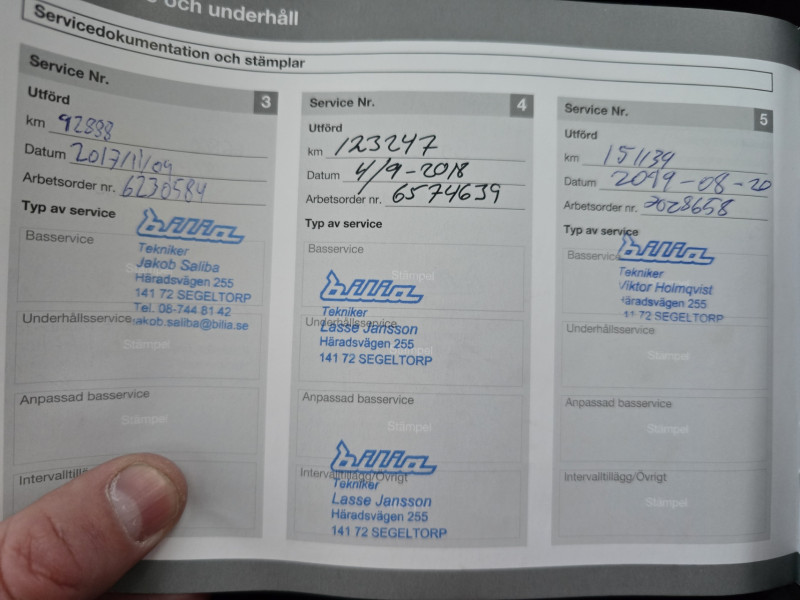 och underhåll
Servicedokumentation och stämplar
Service Nr. 3
Utförd
km 92888
Datum 2017/11/09
Arbetsorder nr. 6230584
Typ av service
bilia
Basservice
Tekniker
Jakob Saliba
Häradsvägen 255
141 72 SEGELTORP
Tel. 08-744 81 42
jakob.saliba@bilia.se
Underhållsservice
Stämpel
Anpassad basservice
Stämpel
Intervalltillä
Service Nr. 4
Utförd
km 123247
Datum 4/9-2018
Arbetsorder nr. 6574639
Typ av service
Basservice
Stämpel
bilia
Tekniker
Underhållsservice
Lasse Jansson
Häradsvägen 255
141 72 SEGELTORP
Anpassad basservice
Stämpel
bilia
Intervalltillägg/Övrigt
Tekniker
Lasse Jansson
Häradsvägen 255
141 72 SEGELTORP
Service Nr. 5
Utförd
km 151139
Datum 2019-08-20
Arbetsorder nr. 7028658
Typ av service
bilia
Basservice
Tekniker
Viktor Holmqvist
äradsvägen 255
11 72 SEGELTORP
Underhållsservice
Stämpel
Anpassad basservice
Stämpel
Intervalltillägg/Övrigt
Stämpel